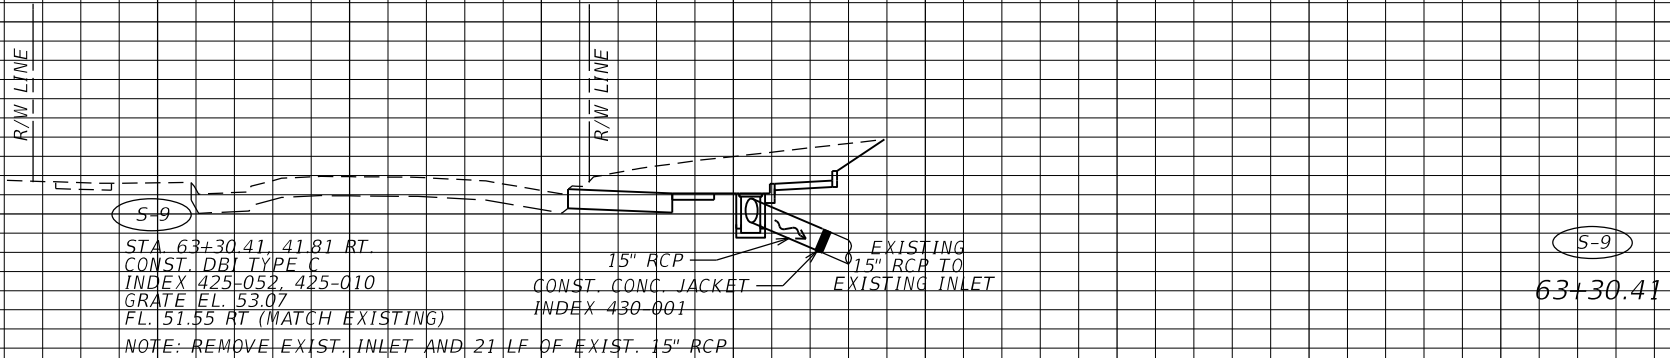 R/W LINE
R/W LINE
S-9
STA. 63+30.41, 41.81 RT.
CONST. DBI TYPE C
INDEX 425-052, 425-010
GRATE EL. 53.07
FL. 51.55 RT (MATCH EXISTING)
NOTE: REMOVE EXIST. INLET AND 21 LF OF EXIST. 15" RCP
15" RCP
CONST. CONC. JACKET
INDEX 430-001
EXISTING
15" RCP TO
EXISTING INLET
S-9
63+30.41